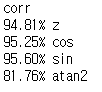 corr
94.81% z
95.25% cos
95.60% sin
81.76% atan2